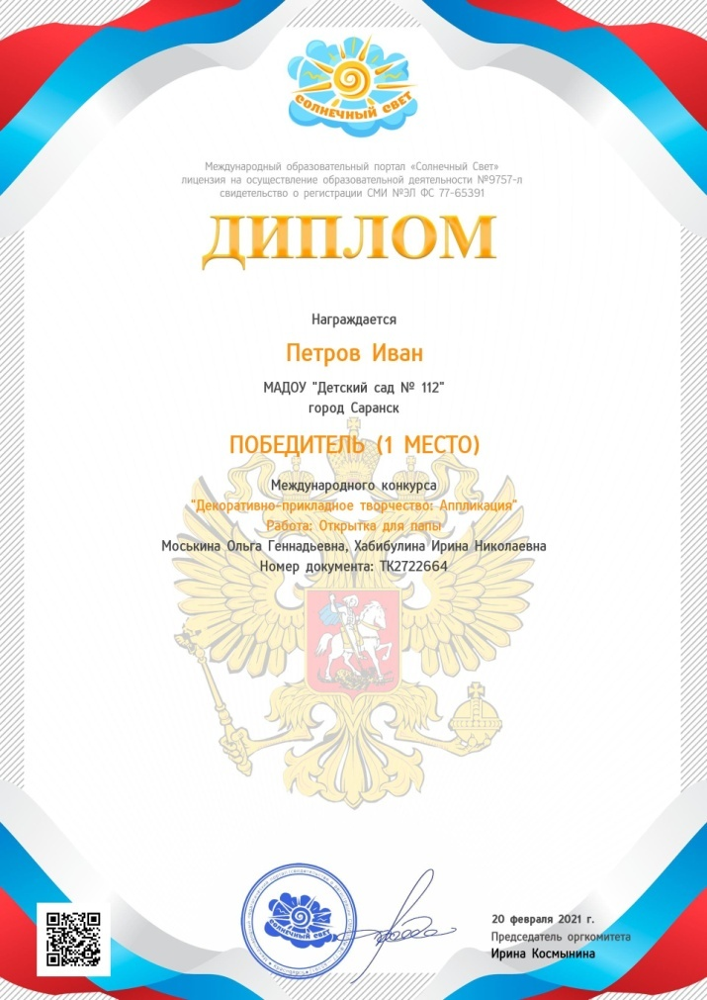 СОЛНЕЧНЫЙ СВЕТ
Международный образовательный портал «Солнечный Свет»
лицензия на осуществление образовательной деятельности №9757-л
свидетельство о регистрации СМИ №ЭЛ ФС 77-65391
ДИПЛОМ
Награждается
Петров Иван
МАДОУ "Детский сад № 112"
город Саранск
ПОБЕДИТЕЛЬ (1 МЕСТО)
Международного конкурса
"Декоративно-прикладное творчество: Аппликация"
Работа: Открытка для папы
Моськина Ольга Геннадьевна, Хабибулина Ирина Николаевна
Номер документа: ТК2722664
СОЛНЕЧНЫЙ СВЕТ
20 февраля 2021 г.
Председатель оргкомитета
Ирина Космынина